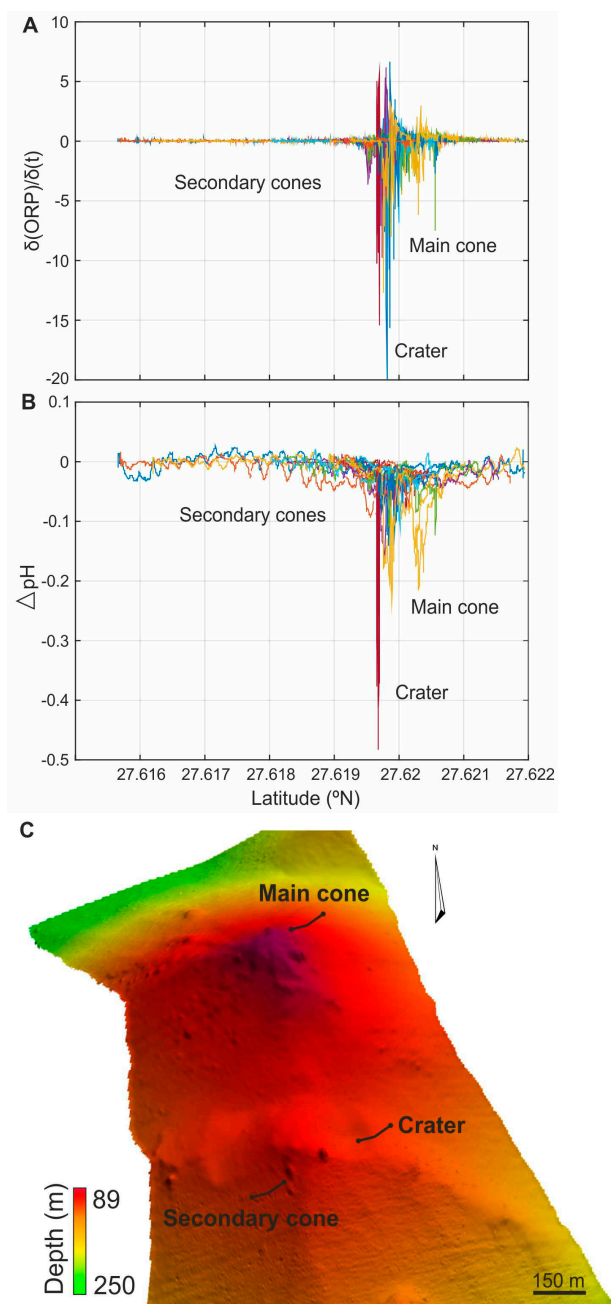 A
10
5
0
-5
-10
-15
-20
δ(ORP)/δ(t)
Secondary cones
Main cone
Crater
B
0.1
0
-0.1
-0.2
-0.3
-0.4
-0.5
△pH
Secondary cones
Main cone
Crater
27.616 27.617 27.618 27.619 27.62 27.621 27.622
Latitude (ºN)
C
N
Main cone
Crater
Secondary cone
Depth (m)
89
250
150 m